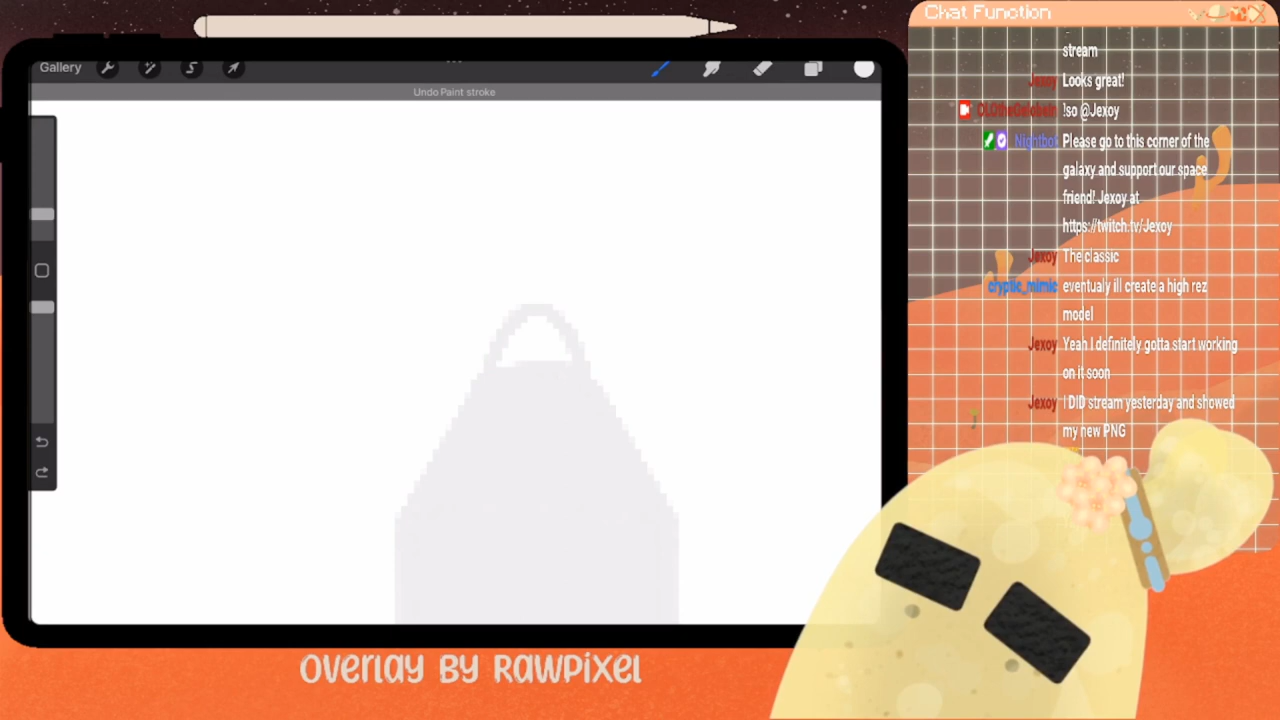 Chat Function
Gallery
Undo Paint stroke
stream
Jexoy Looks great!
!so @Jexoy
Nightbot Please go to this corner of the
galaxy and support our space
friend! Jexoy at
https://twitch.tv/Jexoy
Jexoy The classic
cryptic_mimic eventualy ill create a high rez
model
Jexoy Yeah I definitely gotta start working
on it soon
Jexoy I DID stream yesterday and showed
my new PNG
OVERLAY BY RAWPIXEL